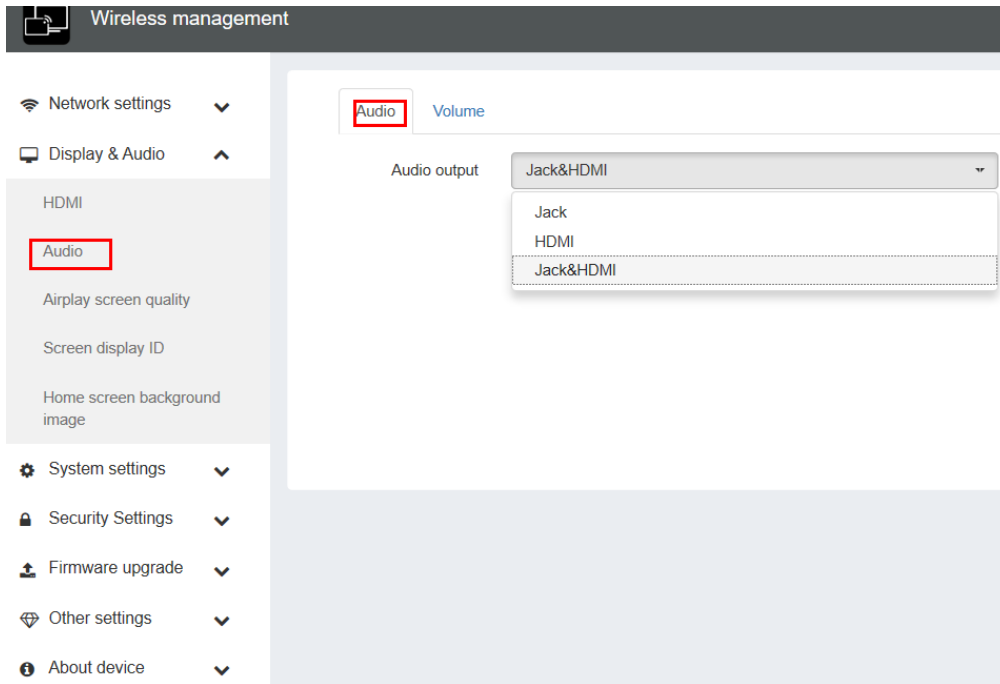 Wireless management
Network settings
Display & Audio
HDMI
Audio
Airplay screen quality
Screen display ID
Home screen background
image
System settings
Security Settings
Firmware upgrade
Other settings
About device
Audio Volume
Audio output Jack&HDMI
Jack
HDMI
Jack&HDMI